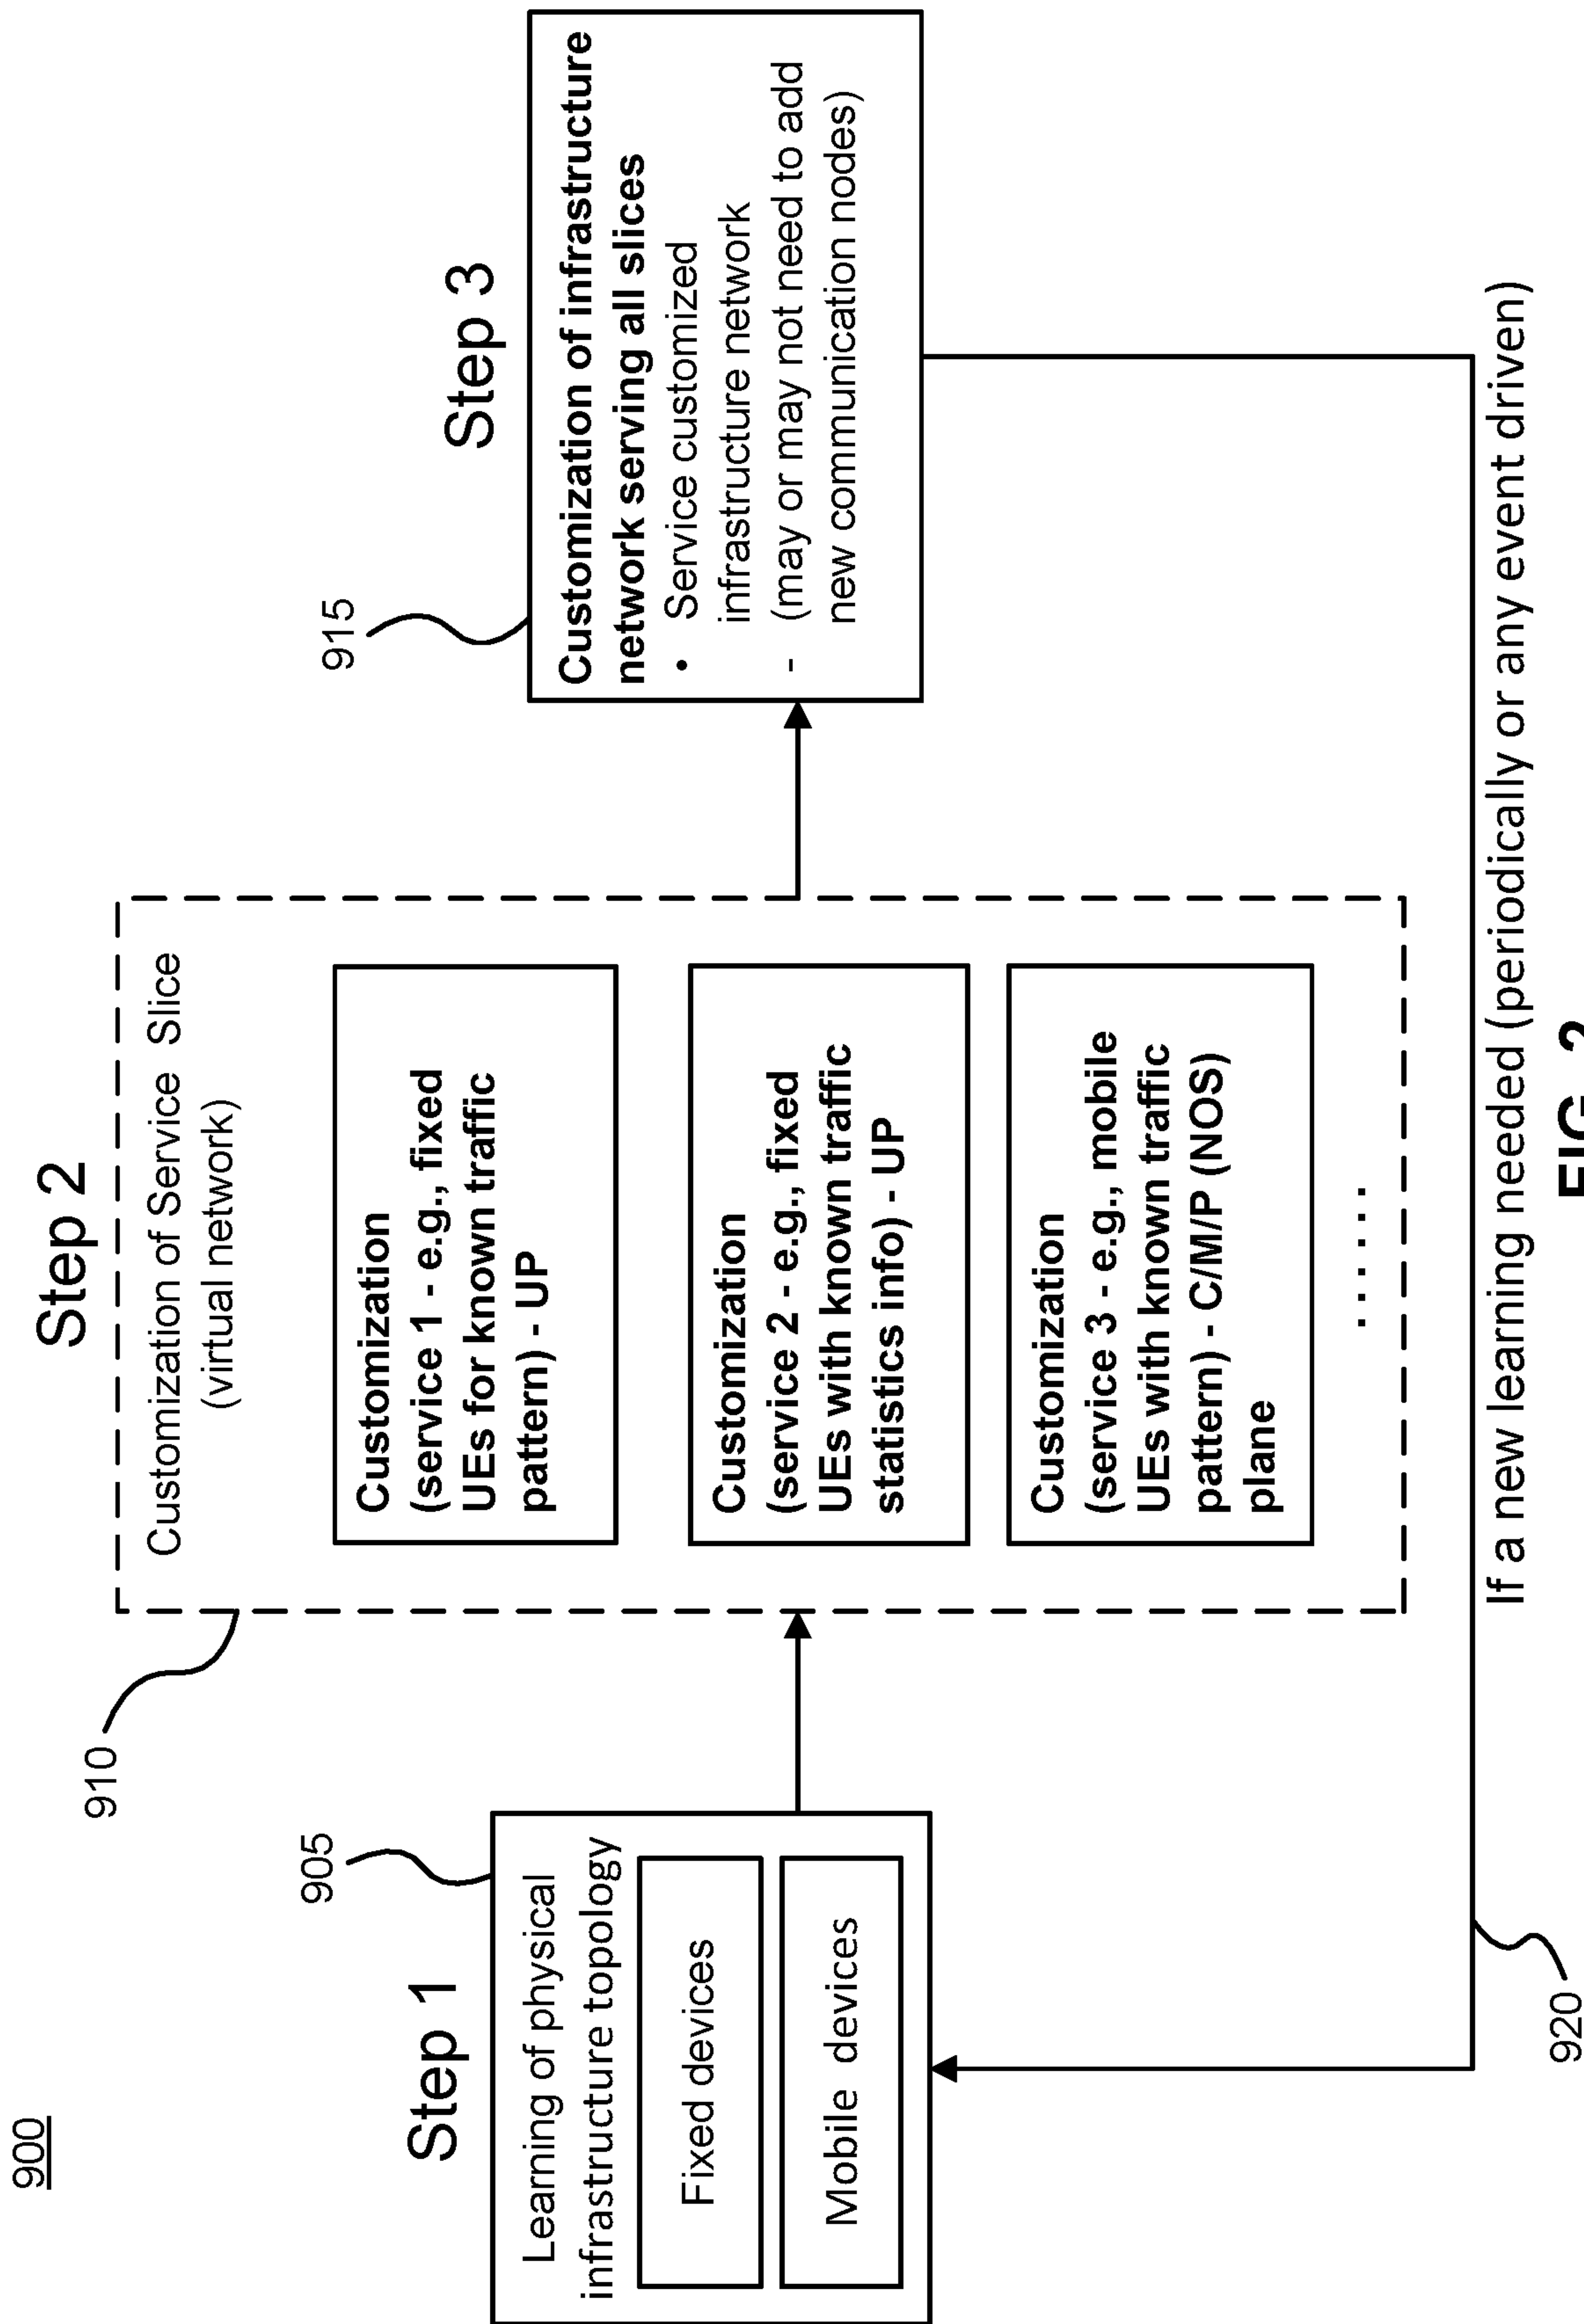 900
Step 1
905
Learning of physical
infrastructure topology
Fixed devices
Mobile devices
Step 2
910
Customization of Service Slice
(virtual network)
Customization
(service 1 - e.g., fixed
UEs for known traffic
pattern) - UP
Customization
(service 2 - e.g., fixed
UEs with known traffic
statistics info) - UP
Customization
(service 3 - e.g., mobile
UEs with known traffic
pattern) - C/M/P (NOS)
plane
. . . . . .
Step 3
915
Customization of infrastructure
network serving all slices
• Service customized
infrastructure network
- (may or may not need to add
new communication nodes)
920
If a new learning needed (periodically or any event driven)